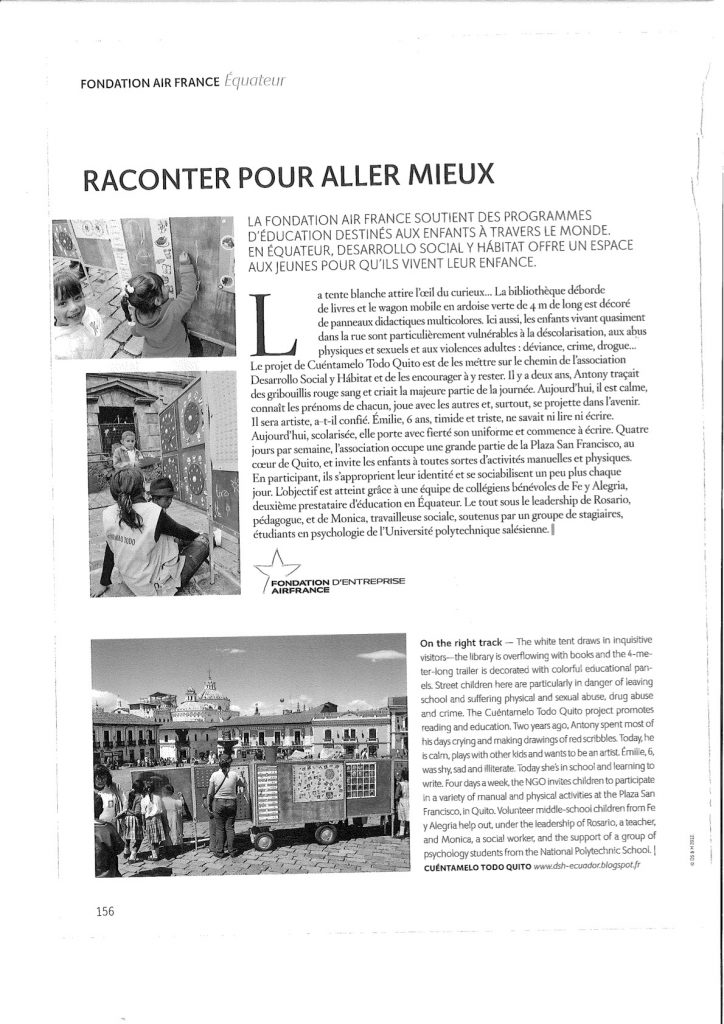 FONDATION AIR FRANCE Équateur
RACONTER POUR ALLER MIEUX
LA FONDATION AIR FRANCE SOUTIENT DES PROGRAMMES
D'ÉDUCATION DESTINÉS AUX ENFANTS À TRAVERS LE MONDE.
EN ÉQUATEUR, DESARROLLO SOCIAL Y HÁBITAT OFFRE UN ESPACE
AUX JEUNES POUR QU'ILS VIVENT LEUR ENFANCE.
La tente blanche attire l'œil du curieux... La bibliothèque déborde
de livres et le wagon mobile en ardoise verte de 4 m de long est décoré
de panneaux didactiques multicolores. Ici aussi, les enfants vivant quasiment
dans la rue sont particulièrement vulnérables à la déscolarisation, aux abus
physiques et sexuels et aux violences adultes : déviance, crime, drogue...
Le projet de Cuéntamelo Todo Quito est de les mettre sur le chemin de l'association
Desarrollo Social y Hábitat et de les encourager à y rester. Il y a deux ans, Antony traçait
des gribouillis rouge sang et criait la majeure partie de la journée. Aujourd'hui, il est calme,
connaît les prénoms de chacun, joue avec les autres et, surtout, se projette dans l'avenir.
Il sera artiste, a-t-il confié. Émilie, 6 ans, timide et triste, ne savait ni lire ni écrire.
Aujourd'hui, scolarisée, elle porte avec fierté son uniforme et commence à écrire. Quatre
jours par semaine, l'association occupe une grande partie de la Plaza San Francisco, au
cœur de Quito, et invite les enfants à toutes sortes d'activités manuelles et physiques.
En participant, ils s'approprient leur identité et se sociabilisent un peu plus chaque
jour. L'objectif est atteint grâce à une équipe de collégiens bénévoles de Fe y Alegria,
deuxième prestataire d'éducation en Équateur. Le tout sous le leadership de Rosario,
pédagogue, et de Monica, travailleuse sociale, soutenus par un groupe de stagiaires,
étudiants en psychologie de l'Université polytechnique salésienne.
FONDATION D'ENTREPRISE
AIRFRANCE
On the right track — The white tent draws in inquisitive
visitors—the library is overflowing with books and the 4-me-
ter-long trailer is decorated with colorful educational pan-
els. Street children here are particularly in danger of leaving
school and suffering physical and sexual abuse, drug abuse
and crime. The Cuéntamelo Todo Quito project promotes
reading and education. Two years ago, Antony spent most of
his days crying and making drawings of red scribbles. Today, he
is calm, plays with other kids and wants to be an artist. Émilie, 6,
was shy, sad and illiterate. Today she's in school and learning to
write. Four days a week, the NGO invites children to participate
in a variety of manual and physical activities at the Plaza San
Francisco, in Quito. Volunteer middle-school children from Fe
y Alegria help out, under the leadership of Rosario, a teacher,
and Monica, a social worker, and the support of a group of
psychology students from the National Polytechnic School.
CUÉNTAMELO TODO QUITO www.dsh-ecuador.blogspot.fr
© DS & H 2012
156